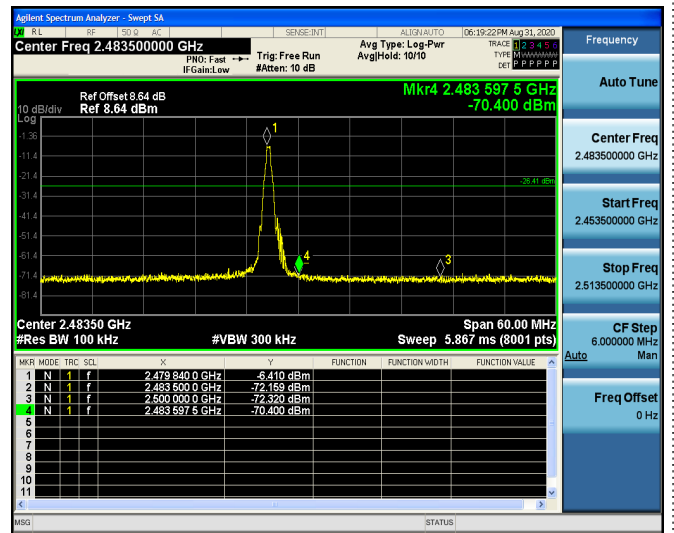 Agilent Spectrum Analyzer - Swept SA
RL RF 50 Ω AC SENSE:INT ALIGNAUTO 06:19:22 PM Aug 31, 2020
Center Freq 2.483500000 GHz
PNO: Fast
IFGain:Low
Trig: Free Run
#Atten: 10 dB
Avg Type: Log-Pwr
Avg|Hold: 10/10
TRACE 1 2 3 4 5 6
TYPE M
DET P P P P P P
Frequency
Auto Tune
Center Freq
2.483500000 GHz
Start Freq
2.453500000 GHz
Stop Freq
2.513500000 GHz
CF Step
6.000000 MHz
Auto Man
Freq Offset
0 Hz
Mkr4 2.483 597 5 GHz
-70.400 dBm
Ref Offset 8.64 dB
10 dB/div Ref 8.64 dBm
Log
-1.36
-11.4
-21.4
-31.4
-41.4
-51.4
-61.4
-71.4
-81.4
1
-26.41 dBm
4
3
Center 2.48350 GHz Span 60.00 MHz
#Res BW 100 kHz #VBW 300 kHz Sweep 5.867 ms (8001 pts)
MKR MODE TRC SCL X Y FUNCTION FUNCTION WIDTH FUNCTION VALUE
1 N 1 f 2.479 840 0 GHz -6.410 dBm
2 N 1 f 2.483 500 0 GHz -72.159 dBm
3 N 1 f 2.500 000 0 GHz -72.320 dBm
4 N 1 f 2.483 597 5 GHz -70.400 dBm
5
6
7
8
9
10
11
MSG STATUS